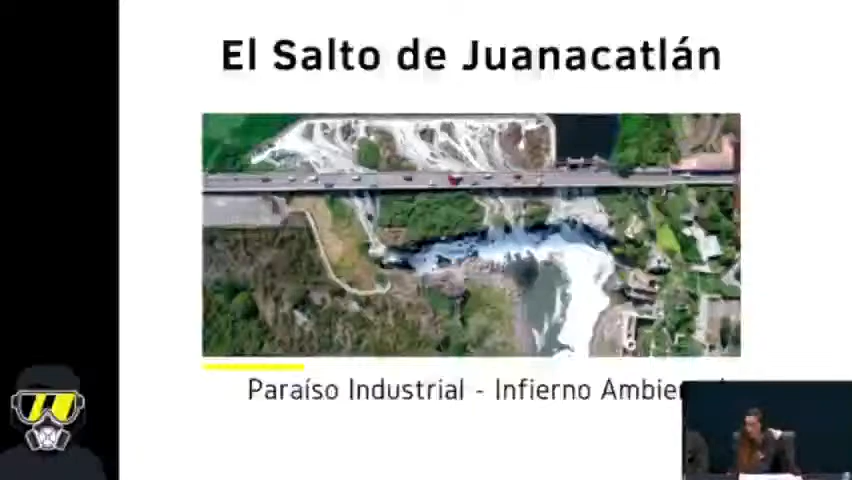 El Salto de Juanacatlán
Paraíso Industrial - Infierno